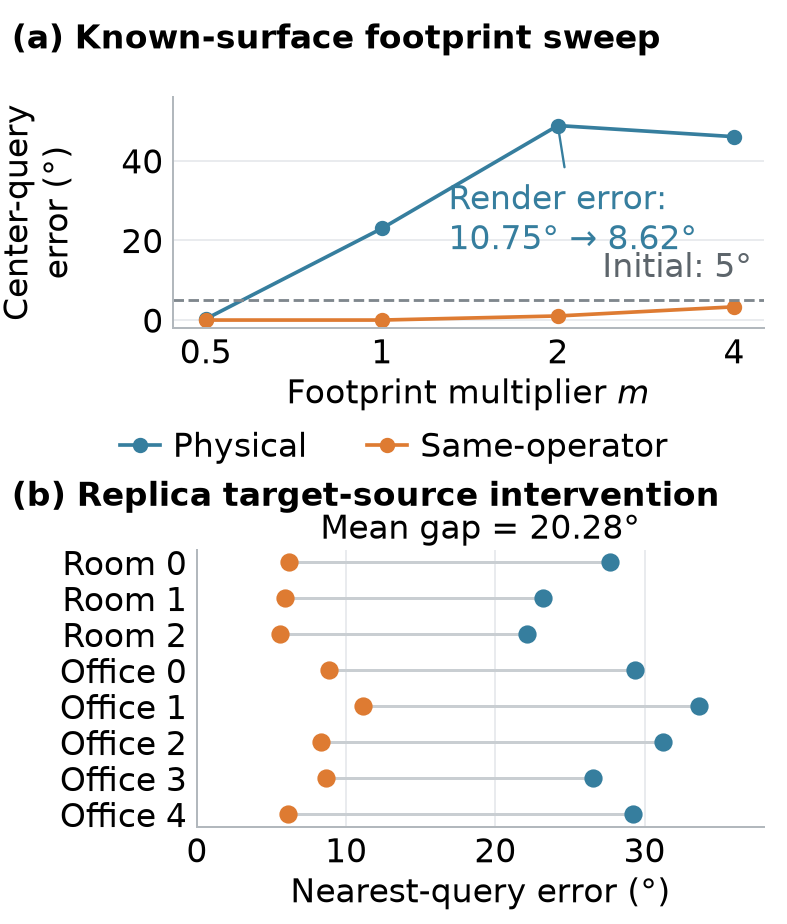 (a) Known-surface footprint sweep
Center-query
error (°)
40
20
0
Render error:
10.75° → 8.62°
Initial: 5°
0.5 1 2 4
Footprint multiplier m
Physical Same-operator
(b) Replica target-source intervention
Mean gap = 20.28°
Room 0
Room 1
Room 2
Office 0
Office 1
Office 2
Office 3
Office 4
0 10 20 30
Nearest-query error (°)